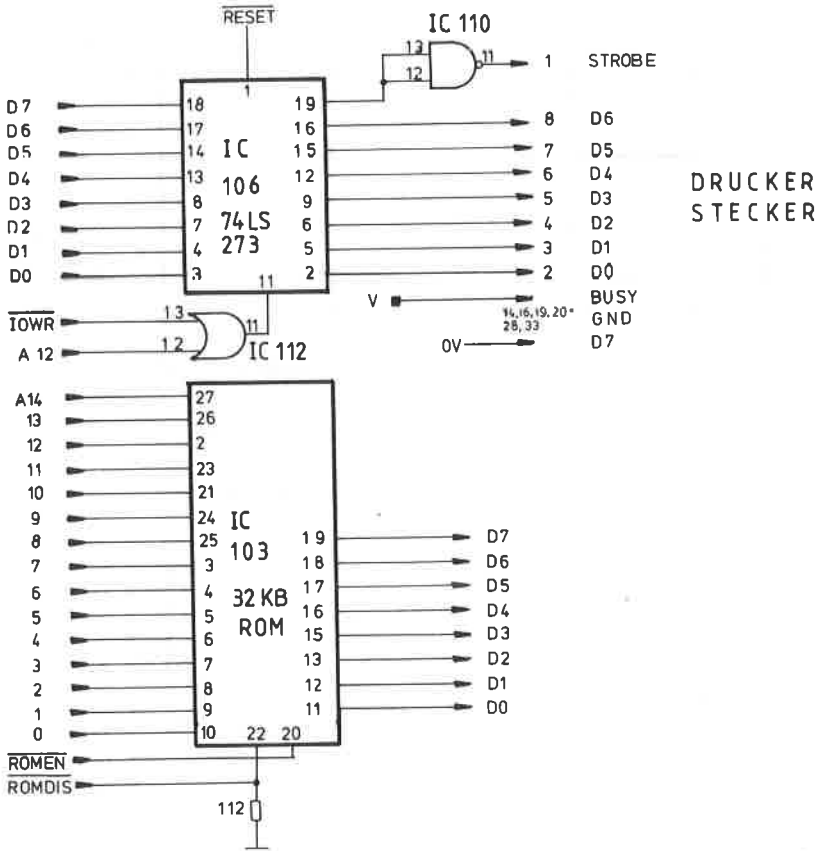 RESET
IC 110
1
13
12
11
1 STROBE
D7 18 19
D6 17 16 8 D6
D5 14 15 7 D5
D4 13 12 6 D4
D3 8 9 5 D3
D2 7 6 4 D2
D1 4 5 3 D1
D0 3 2 2 D0
IC
106
74LS
273
11
DRUCKER
STECKER
IOWR 13
A 12 12
11
IC 112
V BUSY
14,16,19,20"
28,33
GND
0V D7
A14 27
13 26
12 2
11 23
10 21
9 24
8 25
7 3
6 4
5 5
4 6
3 7
2 8
1 9
0 10
IC
103
32 KB
ROM
19 D7
18 D6
17 D5
16 D4
15 D3
13 D2
12 D1
11 D0
22 20
ROMEN
ROMDIS
112